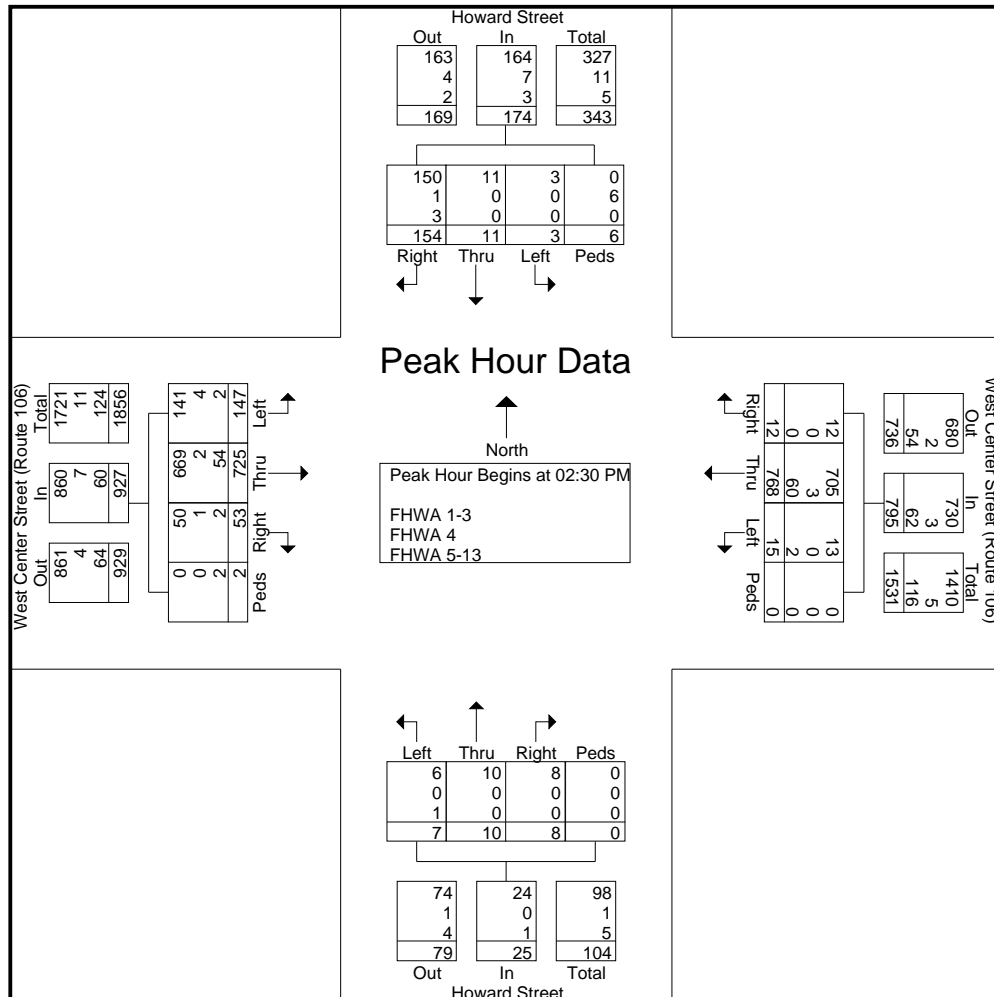 Howard Street
Out In Total
163 164 327
4 7 11
2 3 5
169 174 343
150 11 3 0
1 0 0 6
3 0 0 0
154 11 3 6
Right Thru Left Peds
Peak Hour Data
North
Peak Hour Begins at 02:30 PM
FHWA 1-3
FHWA 4
FHWA 5-13
West Center Street (Route 106)
Total In Out
1721 860 861
11 7 4
124 60 64
1856 927 929
141 669 50 0
4 2 1 0
2 54 2 2
147 725 53 2
Left Thru Right Peds
West Center Street (Route 106)
Out In Total
680 730 1410
2 3 5
54 62 116
736 795 1531
12 705 13 0
0 3 0 0
0 60 2 0
12 768 15 0
Right Thru Left Peds
Left Thru Right Peds
6 10 8 0
0 0 0 0
1 0 0 0
7 10 8 0
74 24 98
1 0 1
4 1 5
79 25 104
Out In Total
Howard Street